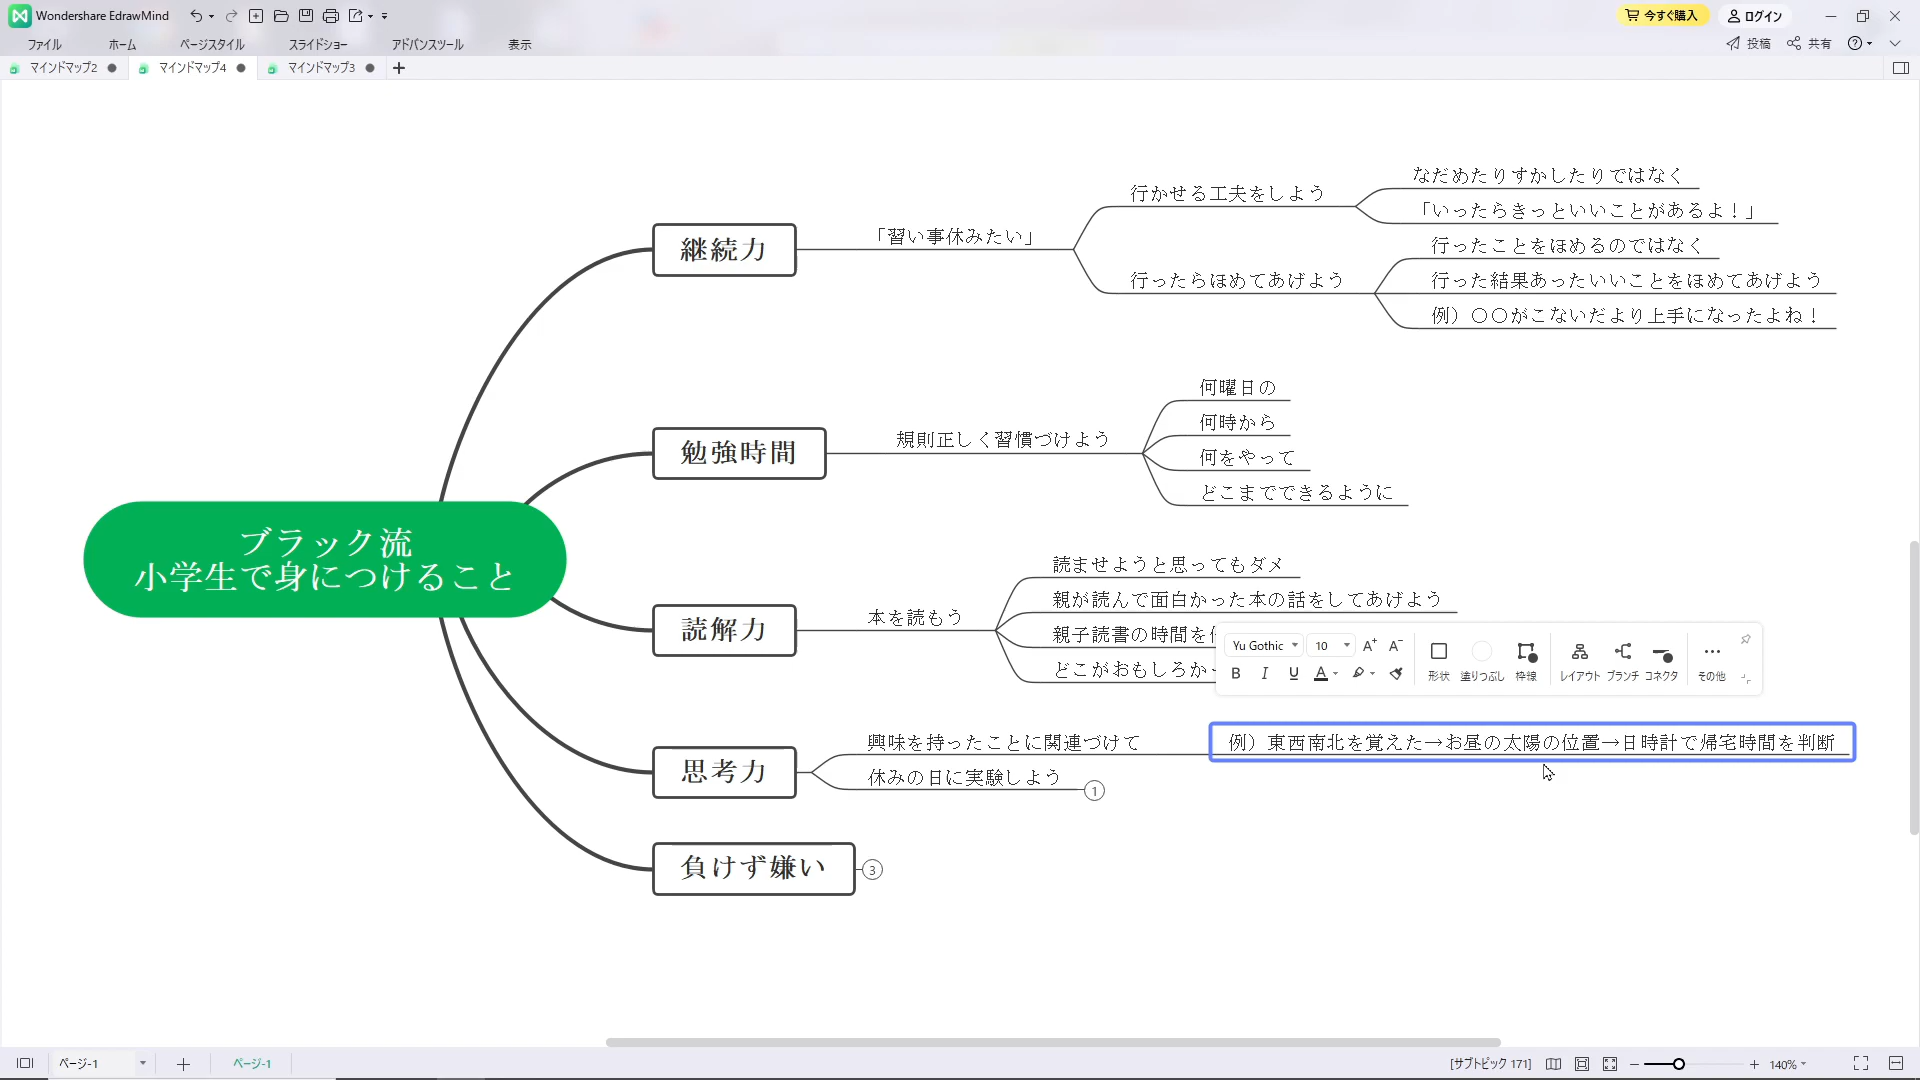 Wondershare EdrawMind
今すぐ購入
ログイン
ファイル
ホーム
ページスタイル
スライドショー
アドバンスツール
表示
投稿
共有
マインドマップ2
マインドマップ4
マインドマップ3
ブラック流
小学生で身につけること
継続力
「習い事休みたい」
行かせる工夫をしよう
なだめたりすかしたりではなく
「いったらきっといいことがあるよ！」
行ったらほめてあげよう
行ったことをほめるのではなく
行った結果あったいいことをほめてあげよう
例）〇〇がこないだより上手になったよね！
勉強時間
規則正しく習慣づけよう
何曜日の
何時から
何をやって
どこまでできるように
読解力
本を読もう
読ませようと思ってもダメ
親が読んで面白かった本の話をしてあげよう
親子読書の時間を
どこがおもしろか
Yu Gothic
10
A+
A-
B
I
U
A
形状
塗りつぶし
枠線
レイアウト
ブランチ
コネクタ
その他
思考力
興味を持ったことに関連づけて
例）東西南北を覚えた→お昼の太陽の位置→日時計で帰宅時間を判断
休みの日に実験しよう
1
負けず嫌い
3
ページ-1
ページ-1
[サブトピック 171]
140%